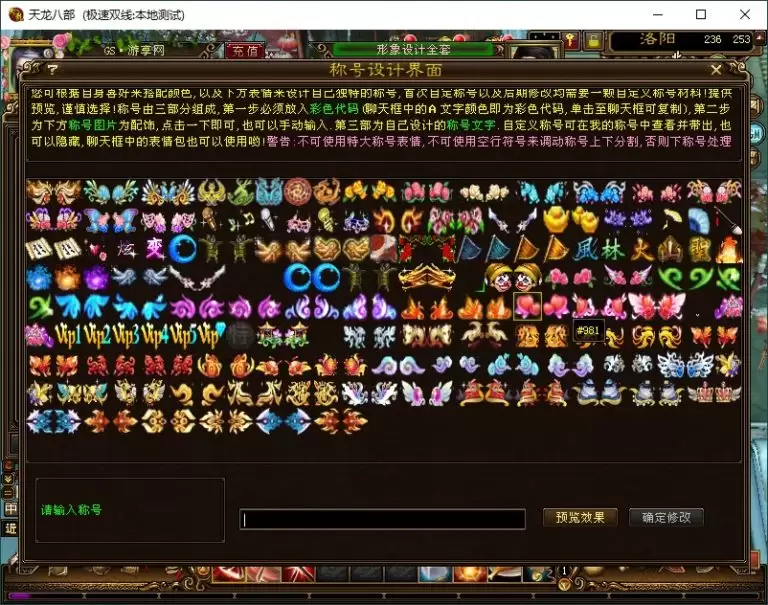 天龙八部 (极速双线:本地测试)
GS·游享网
充值
形象设计全套
洛阳
236 253
?
称号设计界面
您可根据自身喜好来搭配颜色,以及下方表情来设计自己独特的称号,首次自定称号以及后期修改均需要一颗自定义称号材料!提供
预览,谨慎选择!称号由三部分组成,第一步必须放入彩色代码(聊天框中的A文字颜色即为彩色代码,单击至聊天框可复制),第二步
为下方称号图片为配饰,点击一下即可,也可以手动输入.第三部为自己设计的称号文字.自定义称号可在我的称号中查看并带出,也
可以隐藏,聊天框中的表情包也可以使用哟!警告:不可使用特大称号表情,不可使用空行符号来调动称号上下分割,否则下称号处理
炫 变
風 林 火 山 聖
Vip1 Vip2 Vip3 Vip4 Vip5 Vip
#981
请输入称号
预览效果
确定修改
1